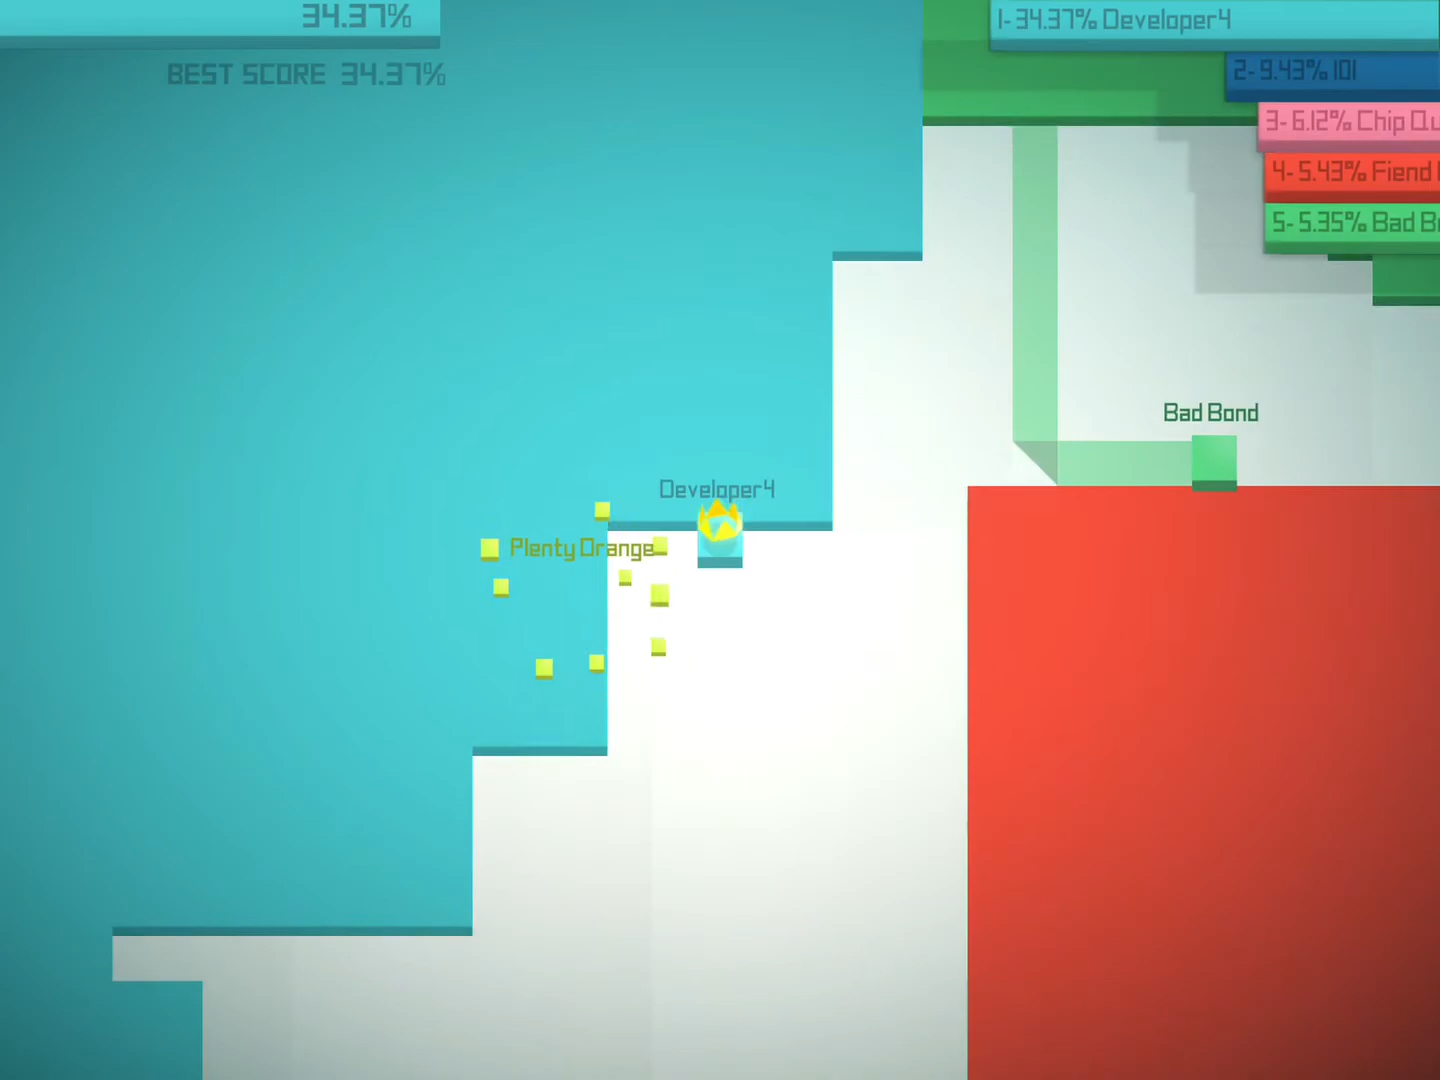 34.37%
BEST SCORE 34.37%
1- 34.37% Developer4
2- 9.43% IOI
3- 6.12% Chip
4- 5.43% Fiend
5- 5.35% Bad
Bad Bond
Developer4
Plenty Orange